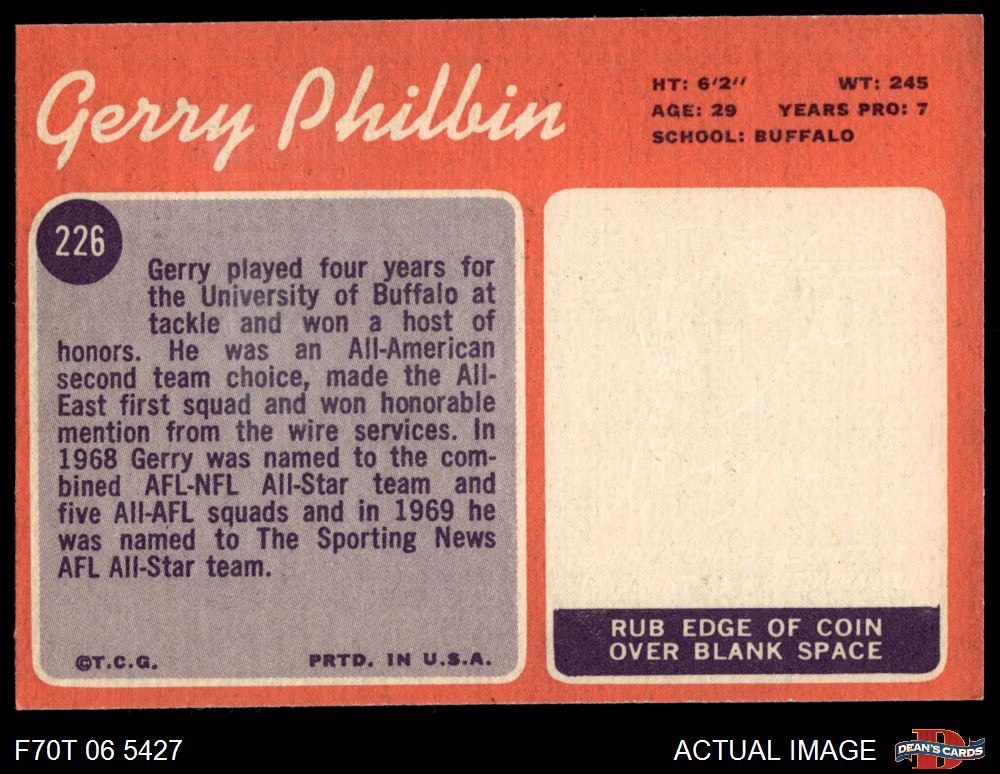 Gerry Philbin
HT: 6'2" WT: 245
AGE: 29 YEARS PRO: 7
SCHOOL: BUFFALO
226
Gerry played four years for
the University of Buffalo at
tackle and won a host of
honors. He was an All-American
second team choice, made the All-
East first squad and won honorable
mention from the wire services. In
1968 Gerry was named to the com-
bined AFL-NFL All-Star team and
five All-AFL squads and in 1969 he
was named to The Sporting News
AFL All-Star team.
©T.C.G. PRTD. IN U.S.A.
RUB EDGE OF COIN
OVER BLANK SPACE
F70T 06 5427
ACTUAL IMAGE
D
DEAN'S CARDS